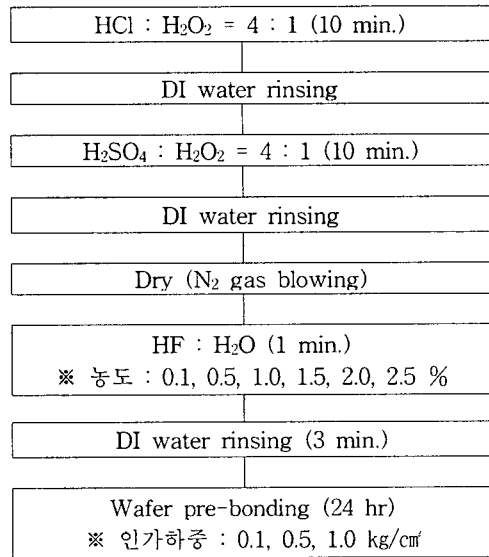 HCl : H₂O₂ = 4 : 1 (10 min.)
DI water rinsing
H₂SO₄ : H₂O₂ = 4 : 1 (10 min.)
DI water rinsing
Dry (N₂ gas blowing)
HF : H₂O (1 min.)
※ 농도 : 0.1, 0.5, 1.0, 1.5, 2.0, 2.5 %
DI water rinsing (3 min.)
Wafer pre-bonding (24 hr)
※ 인가하중 : 0.1, 0.5, 1.0 kg/㎠